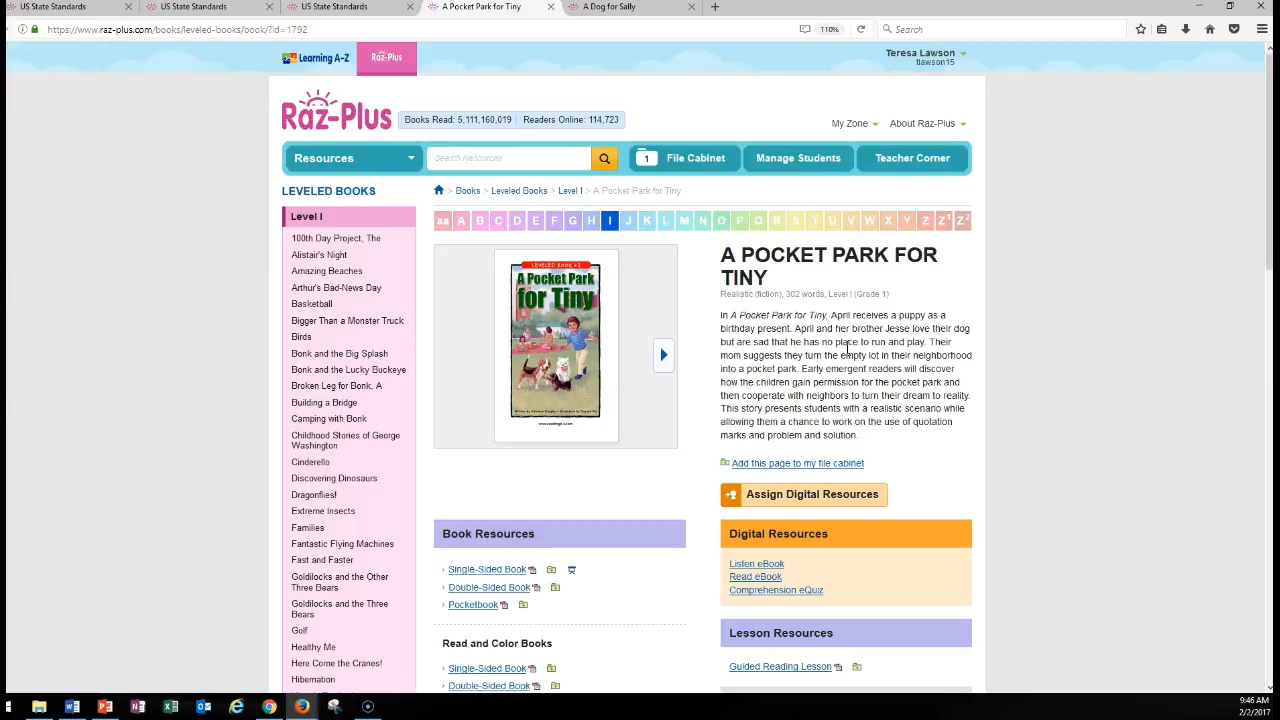 US State Standards
US State Standards
US State Standards
A Pocket Park for Tiny
A Dog for Sally
https://www.raz-plus.com/books/leveled-books/book/?id=1792
110%
Search
Learning A-Z
Raz-Plus
Teresa Lawson
tlawson15
Raz-Plus
Books Read: 5,111,160,019
Readers Online: 114,723
My Zone
About Raz-Plus
Resources
Search Resources
1 File Cabinet
Manage Students
Teacher Corner
LEVELED BOOKS
> Books > Leveled Books > Level I > A Pocket Park for Tiny
aa A B C D E F G H I J K L M N O P Q R S T U V W X Y Z Z1 Z2
Level I
100th Day Project, The
Alistair's Night
Amazing Beaches
Arthur's Bad-News Day
Basketball
Bigger Than a Monster Truck
Birds
Bonk and the Big Splash
Bonk and the Lucky Buckeye
Broken Leg for Bonk, A
Building a Bridge
Camping with Bonk
Childhood Stories of George
Washington
Cinderello
Discovering Dinosaurs
Dragonflies!
Extreme Insects
Families
Fantastic Flying Machines
Fast and Faster
Goldilocks and the Other
Three Bears
Goldilocks and the Three
Bears
Golf
Healthy Me
Here Come the Cranes!
Hibernation
LEVELED BOOK • I
A Pocket Park
for Tiny
www.readinga-z.com
A POCKET PARK FOR
TINY
Realistic (fiction), 302 words, Level I (Grade 1)
In A Pocket Park for Tiny, April receives a puppy as a
birthday present. April and her brother Jesse love their dog
but are sad that he has no place to run and play. Their
mom suggests they turn the empty lot in their neighborhood
into a pocket park. Early emergent readers will discover
how the children gain permission for the pocket park and
then cooperate with neighbors to turn their dream to reality.
This story presents students with a realistic scenario while
allowing them a chance to work on the use of quotation
marks and problem and solution.
Add this page to my file cabinet
Assign Digital Resources
Book Resources
Single-Sided Book
Double-Sided Book
Pocketbook
Read and Color Books
Single-Sided Book
Double-Sided Book
Digital Resources
Listen eBook
Read eBook
Comprehension eQuiz
Lesson Resources
Guided Reading Lesson
9:46 AM
2/2/2017